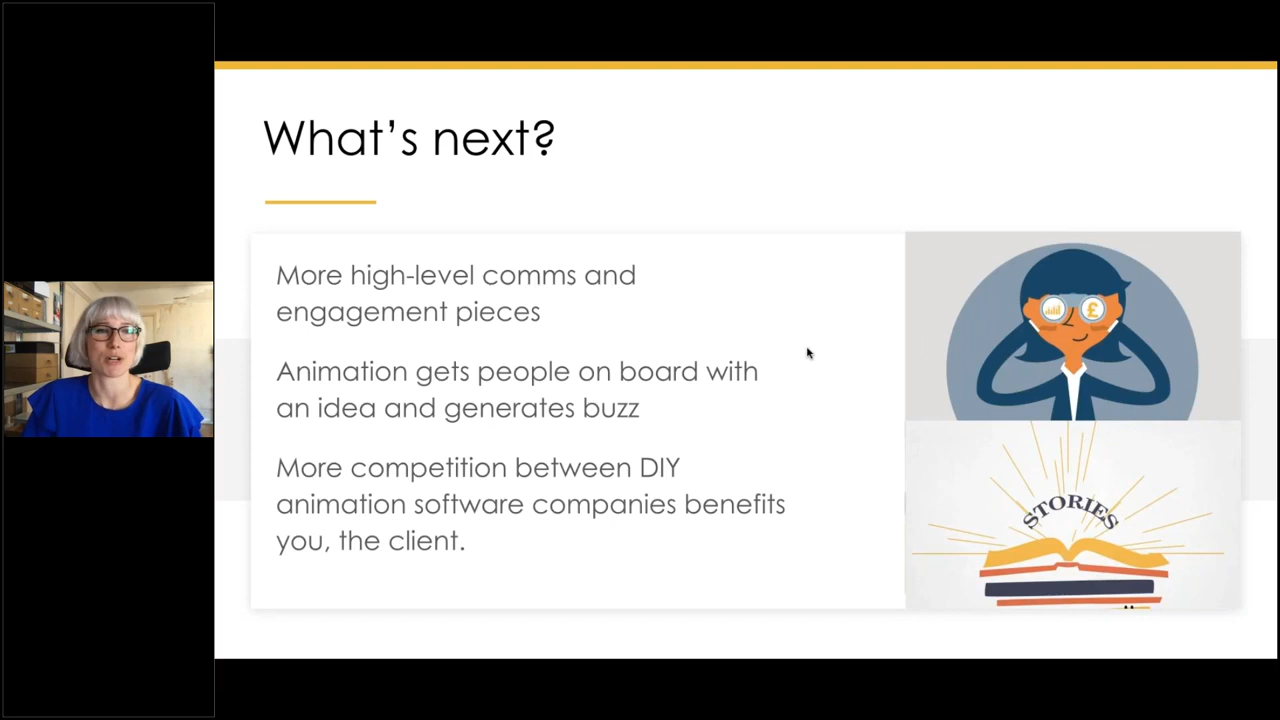 What's next?
More high-level comms and
engagement pieces
Animation gets people on board with
an idea and generates buzz
More competition between DIY
animation software companies benefits
you, the client.
£
STORIES